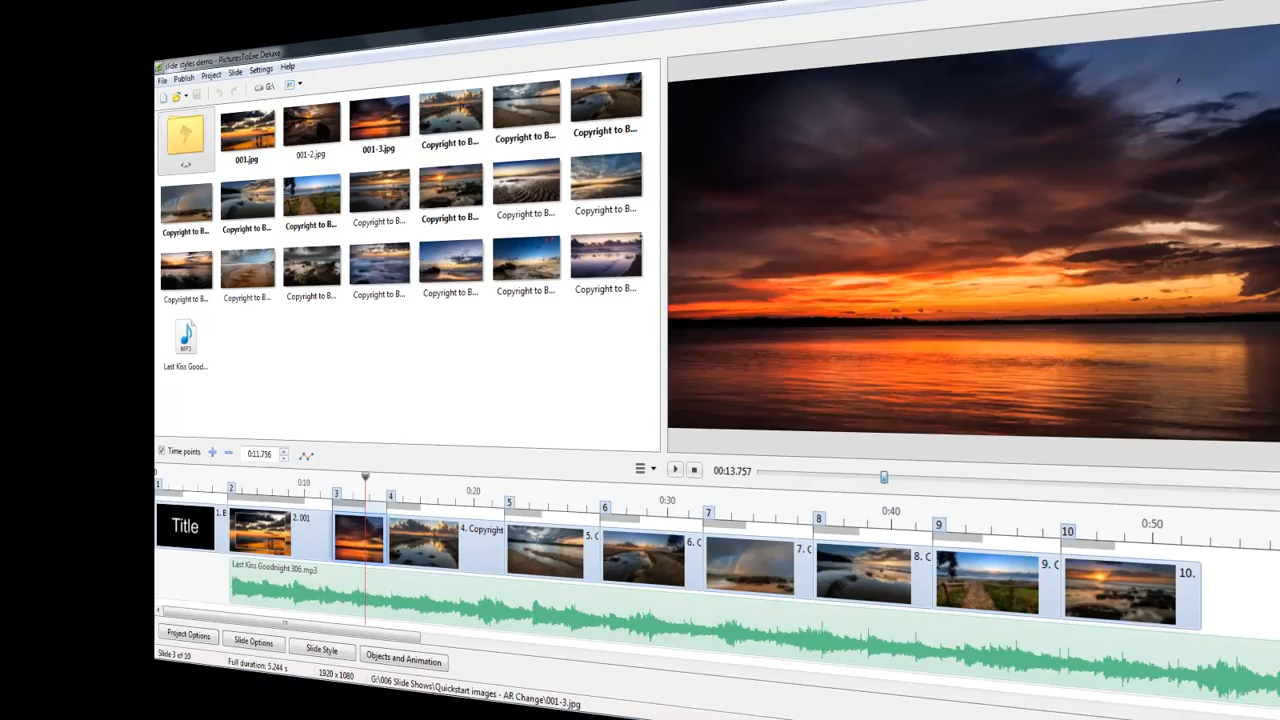 slide styles demo - PicturesToExe Deluxe
File Publish Project Slide Settings Help
G:\
001.jpg 001-2.jpg 001-3.jpg Copyright to B... Copyright to B... Copyright to B...
Copyright to B... Copyright to B... Copyright to B... Copyright to B... Copyright to B... Copyright to B... Copyright to B...
Copyright to B... Copyright to B... Copyright to B... Copyright to B... Copyright to B... Copyright to B... Copyright to B...
MP3
Last Kiss Good...
Time points 0:11.756 00:13.757
0:10 0:20 0:30 0:40 0:50
1 2 3 4 5 6 7 8 9 10
Title 2. 001 4. Copyright 5. C 6. C 7. C 8. C 9. C 10.
Last Kiss Goodnight 306.mp3
Project Options Slide Options Slide Style Objects and Animation
Slide 3 of 10 Full duration: 5.244 s 1920 x 1080 G:\006 Slide Shows\Quickstart images - AR Change\001-3.jpg